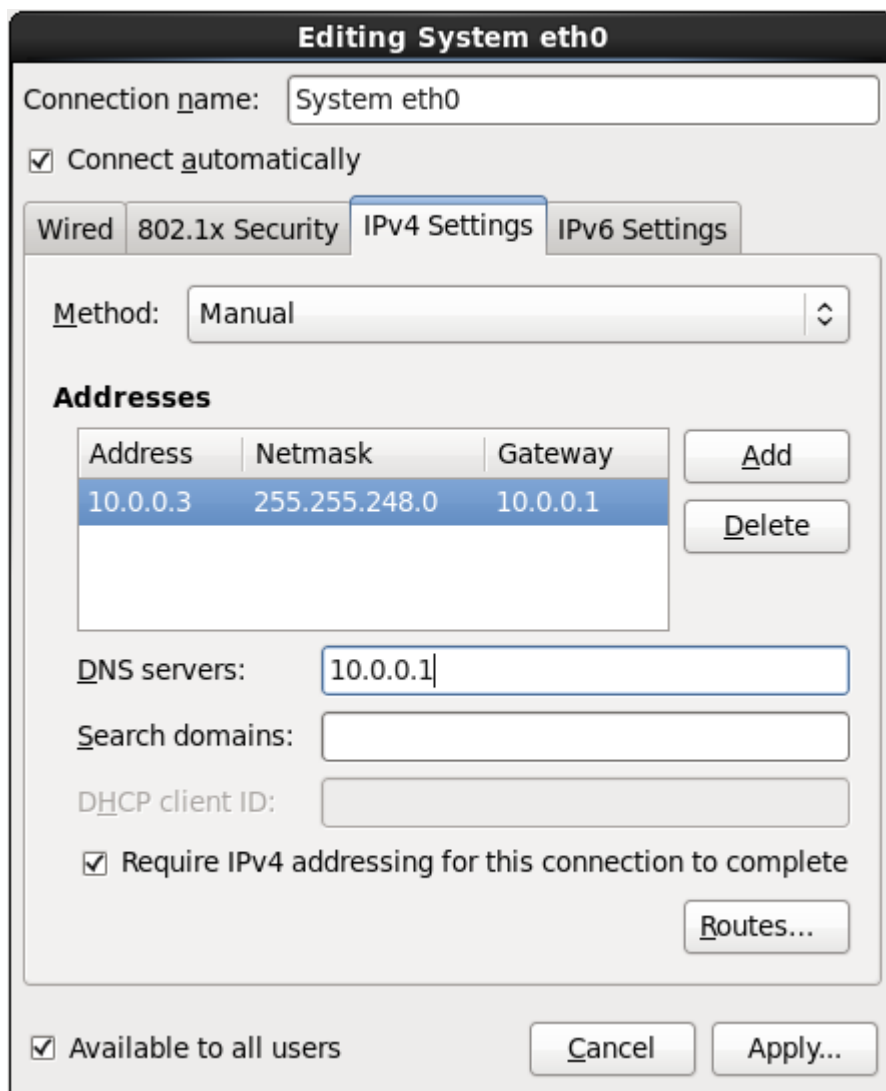 Editing System eth0
Connection name: System eth0
Connect automatically
Wired 802.1x Security IPv4 Settings IPv6 Settings
Method: Manual
Addresses
Address Netmask Gateway
Add
10.0.0.3 255.255.248.0 10.0.0.1
Delete
DNS servers: 10.0.0.1
Search domains:
DHCP client ID:
Require IPv4 addressing for this connection to complete
Routes...
Available to all users Cancel Apply...